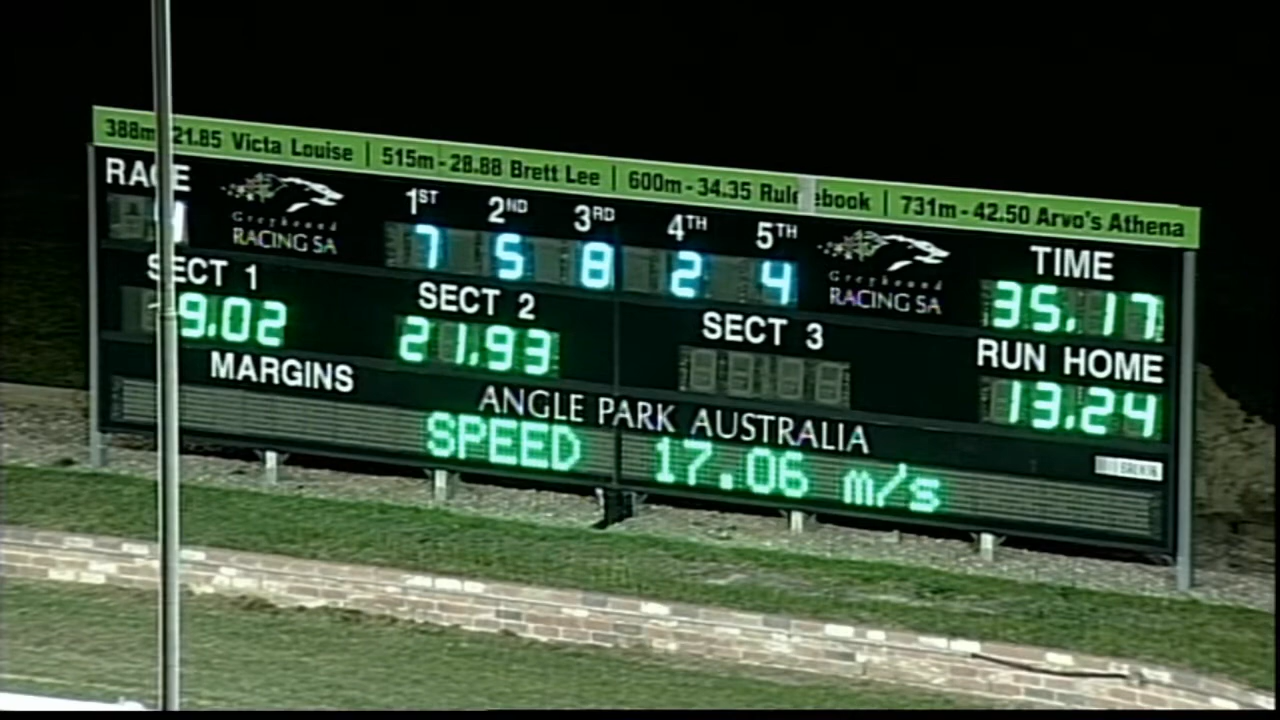 388m 21.85 Victa Louise | 515m - 28.88 Brett Lee | 600m - 34.35 Rulebook | 731m - 42.50 Arvo's Athena
RACE
Greyhound
RACING SA
1ST 2ND 3RD 4TH 5TH
7 5 8 2 4
Greyhound
RACING SA
TIME
35.17
SECT 1
9.02
SECT 2
21.93
SECT 3
RUN HOME
13.24
MARGINS
ANGLE PARK AUSTRALIA
SPEED 17.06 m/s